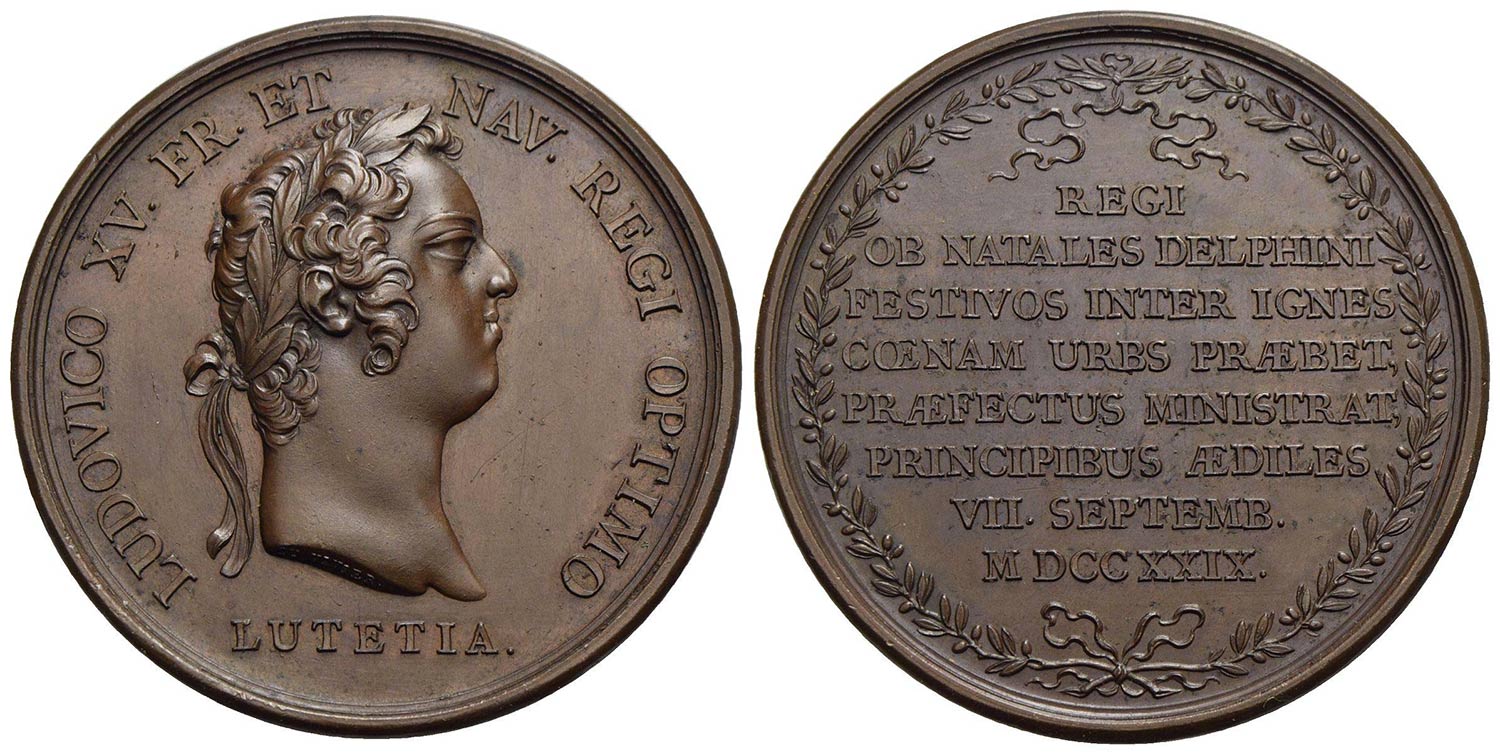 LUDOVICO XV. FR. ET NAV. REGI OPTIMO
LUTETIA.
REGI
OB NATALES DELPHINI
FESTIVOS INTER IGNES
CŒNAM URBS PRÆBET,
PRÆFECTUS MINISTRAT,
PRINCIPIBUS ÆDILES
VII. SEPTEMB.
M DCC XXIX.